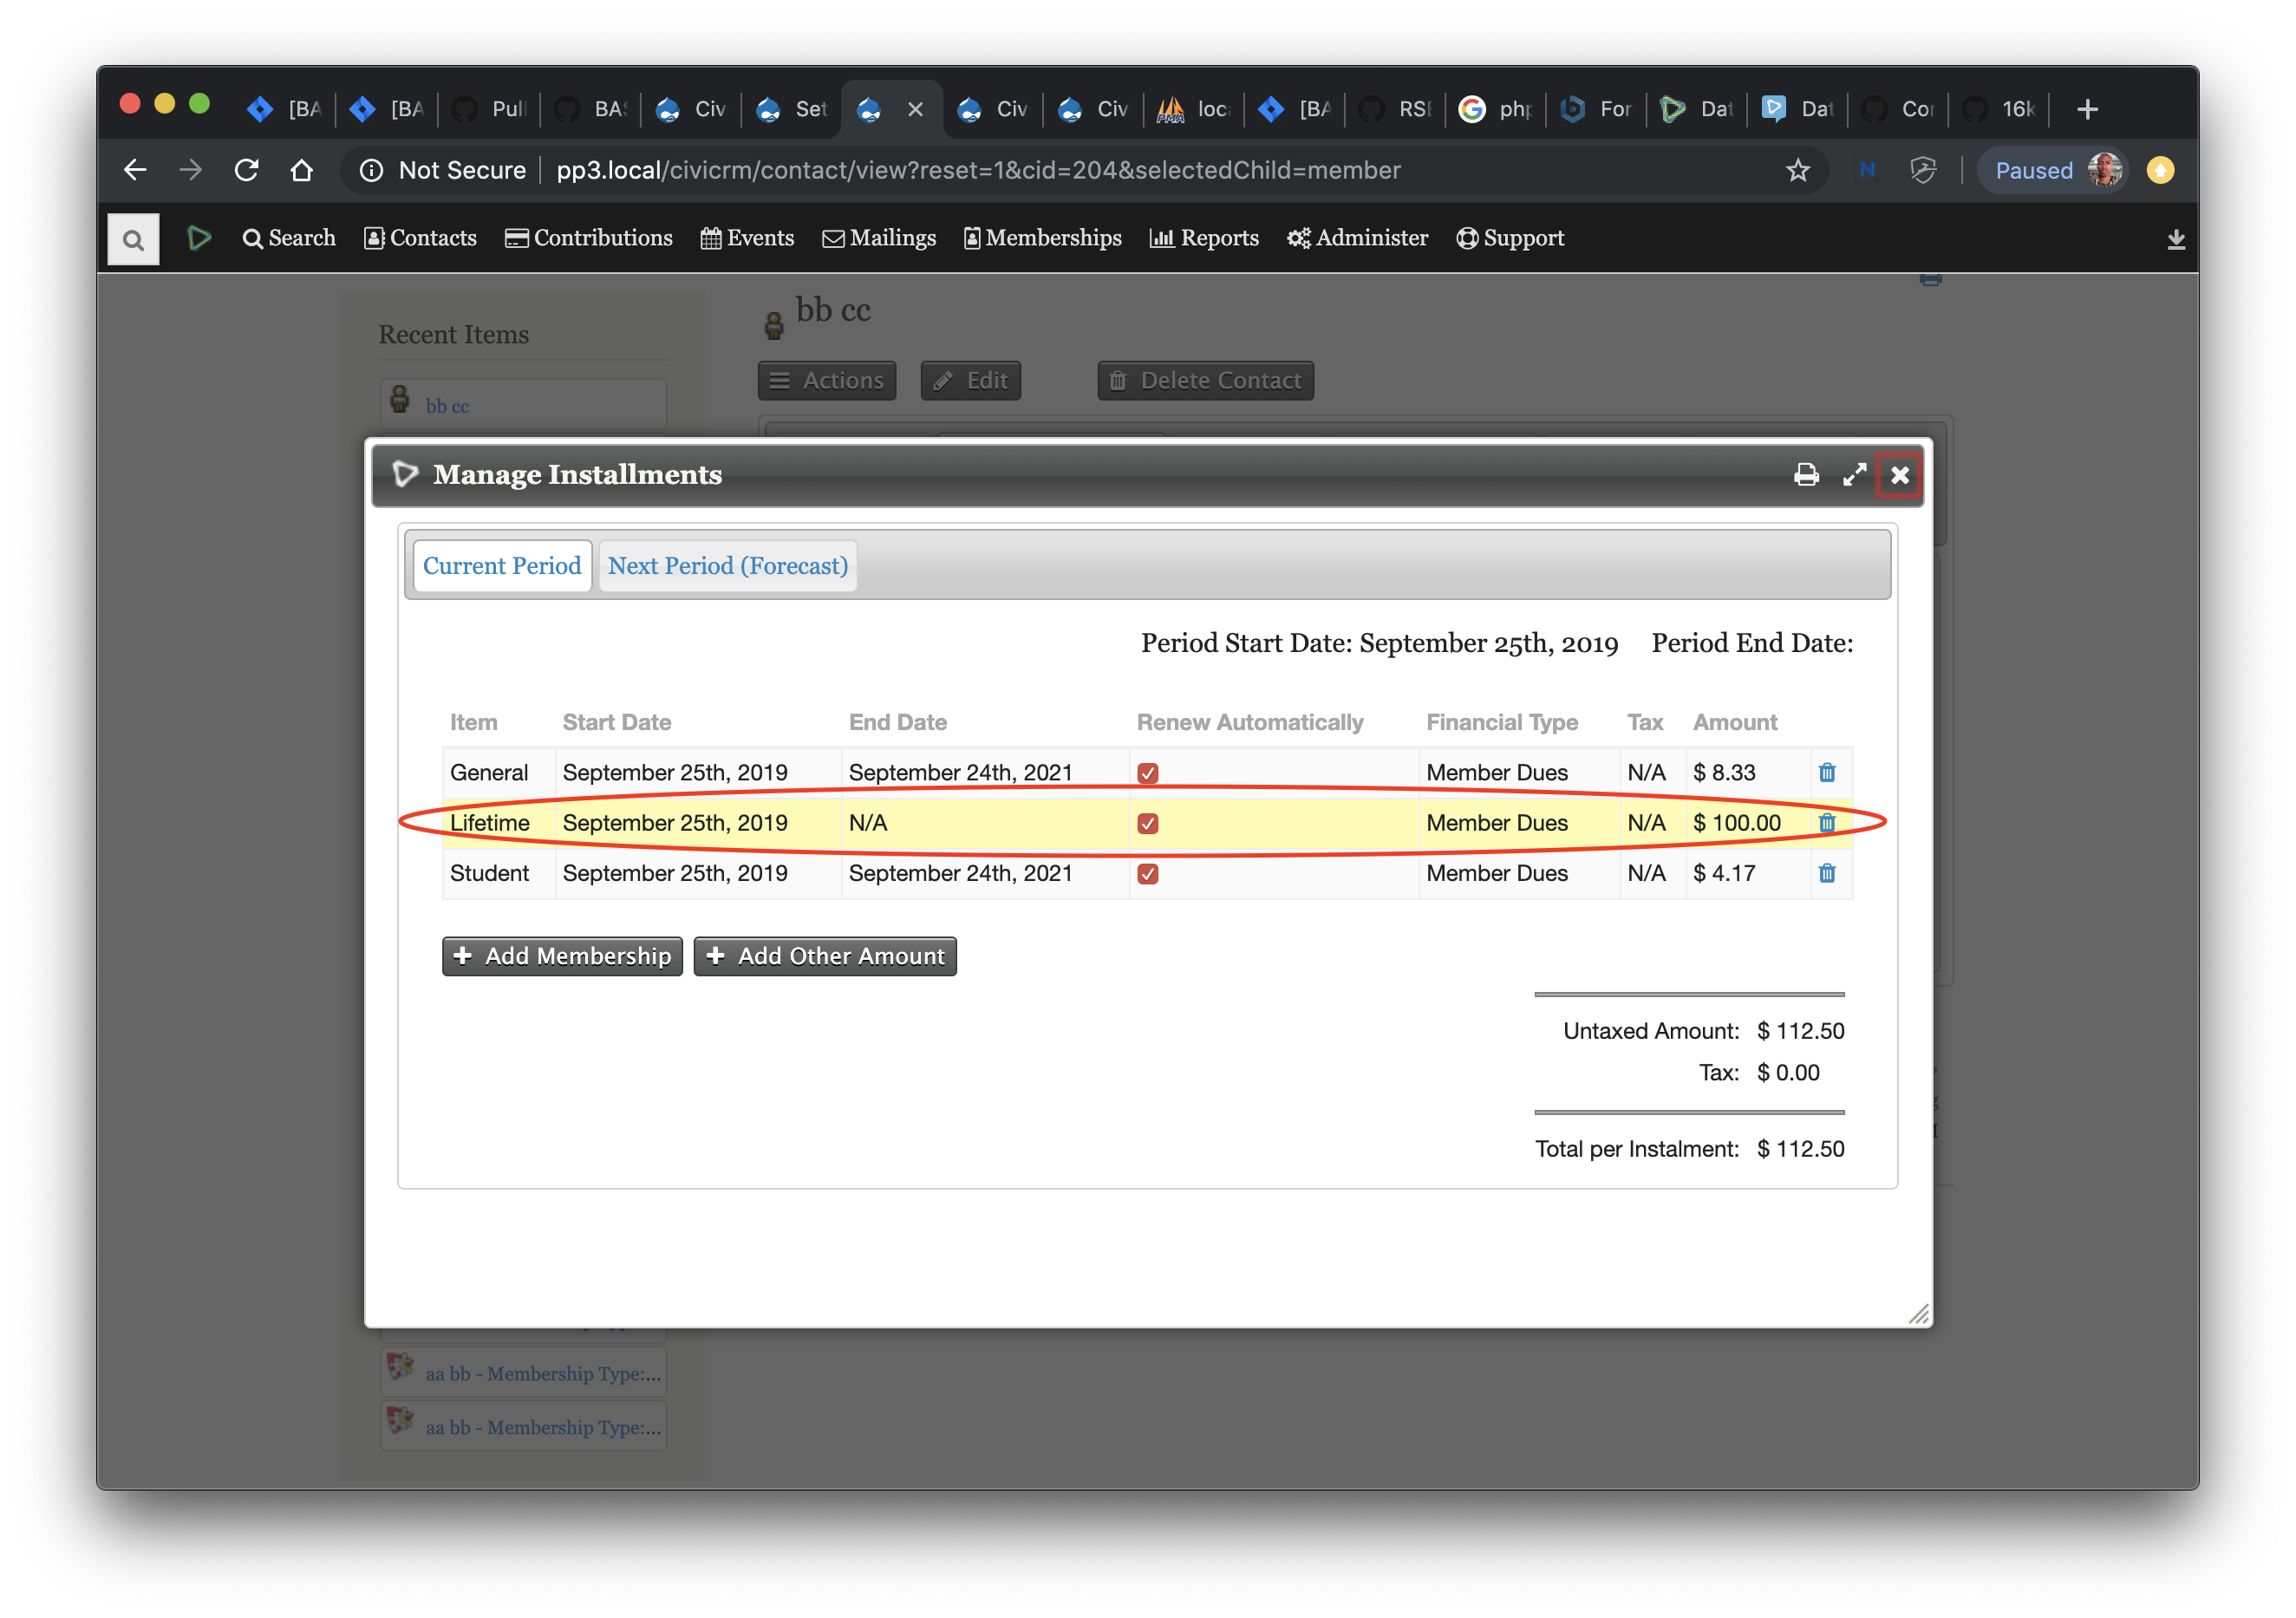 [BA [BA Pull BAS Civ Set Civ Civ loca [BA RSE php For Dat Dat Cor 16k
Not Secure pp3.local/civicrm/contact/view?reset=1&cid=204&selectedChild=member N Paused
Search Contacts Contributions Events Mailings Memberships Reports Administer Support
Recent Items
bb cc
bb cc
Actions Edit Delete Contact
Manage Installments
Current Period Next Period (Forecast)
Period Start Date: September 25th, 2019 Period End Date:
Item Start Date End Date Renew Automatically Financial Type Tax Amount
General September 25th, 2019 September 24th, 2021 Member Dues N/A $ 8.33
Lifetime September 25th, 2019 N/A Member Dues N/A $ 100.00
Student September 25th, 2019 September 24th, 2021 Member Dues N/A $ 4.17
+ Add Membership + Add Other Amount
Untaxed Amount: $ 112.50
Tax: $ 0.00
Total per Instalment: $ 112.50
aa bb - Membership Type:...
aa bb - Membership Type:...